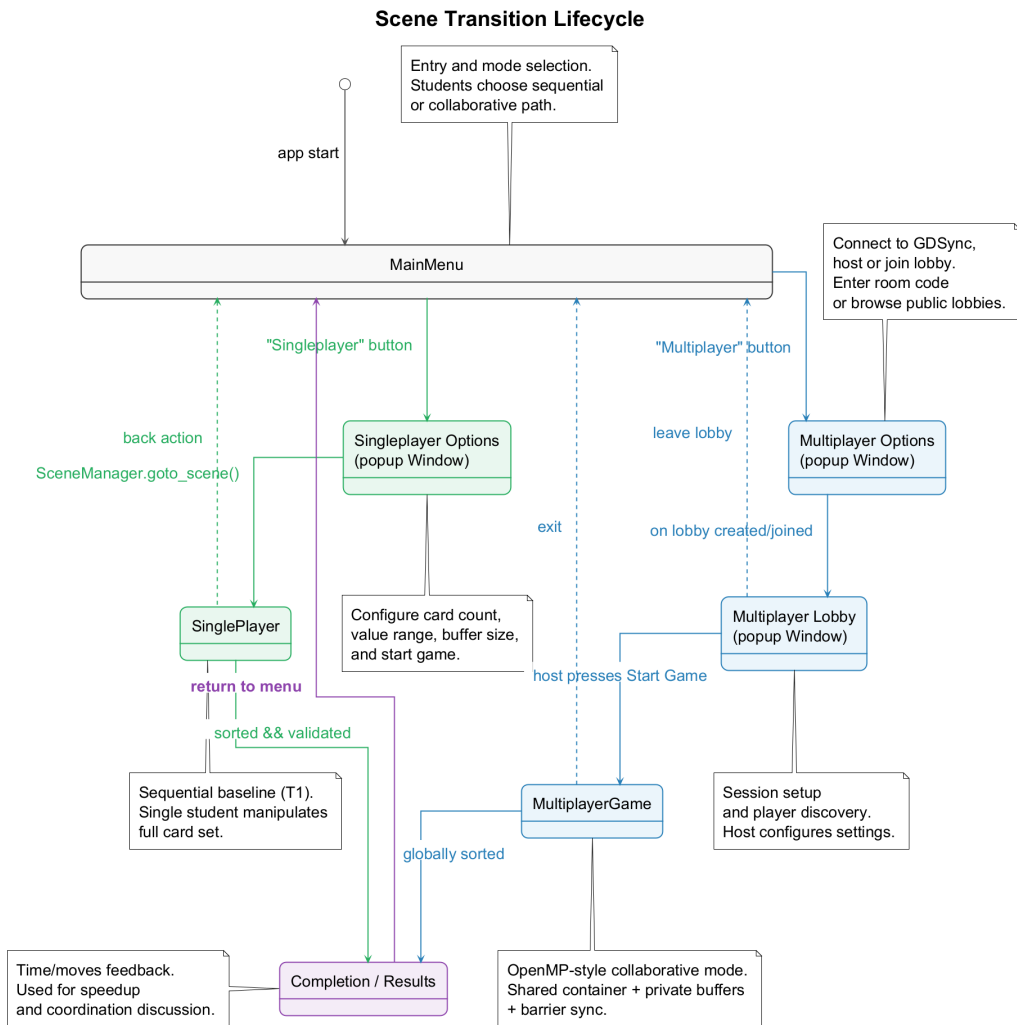 Scene Transition Lifecycle
Entry and mode selection.
Students choose sequential
or collaborative path.
app start
MainMenu
Connect to GDSync,
host or join lobby.
Enter room code
or browse public lobbies.
"Singleplayer" button
"Multiplayer" button
back action
SceneManager.goto_scene()
Singleplayer Options
(popup Window)
leave lobby
Multiplayer Options
(popup Window)
exit
on lobby created/joined
Configure card count,
value range, buffer size,
and start game.
SinglePlayer
Multiplayer Lobby
(popup Window)
return to menu
host presses Start Game
sorted && validated
Sequential baseline (T1).
Single student manipulates
full card set.
MultiplayerGame
Session setup
and player discovery.
Host configures settings.
globally sorted
Time/moves feedback.
Used for speedup
and coordination discussion.
Completion / Results
OpenMP-style collaborative mode.
Shared container + private buffers
+ barrier sync.